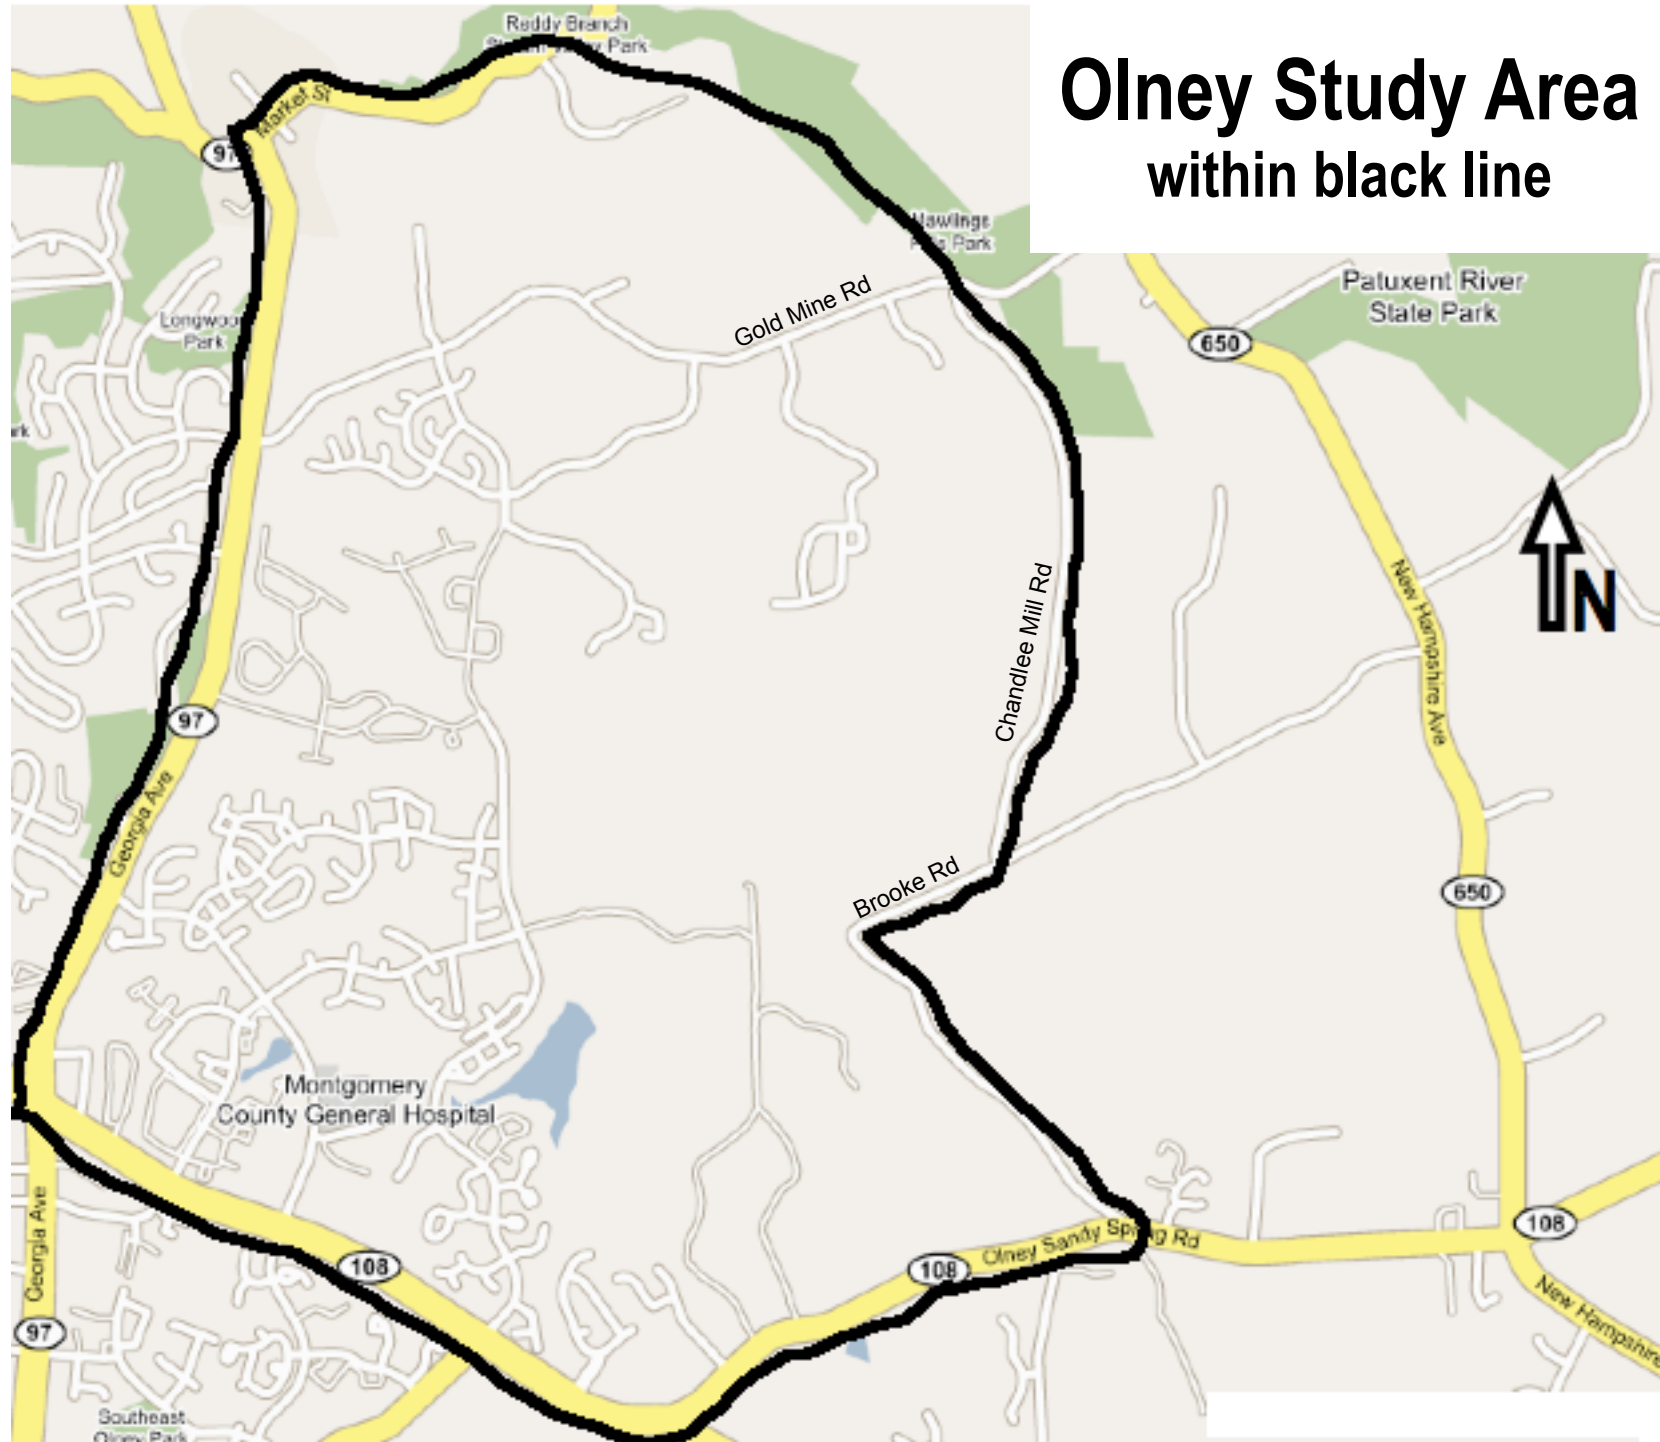 Olney Study Area
within black line
Reddy Branch
Park
Market St
97
Hawlings
Park
Patuxent River
State Park
Gold Mine Rd
Longwood
Park
650
N
New Hampshire Ave
Chandlee Mill Rd
97
Georgia Ave
Brooke Rd
650
Montgomery
County General Hospital
Georgia Ave
108
108
Olney Sandy Spring Rd
108
New Hampshire
97
Southeast
Olney Park